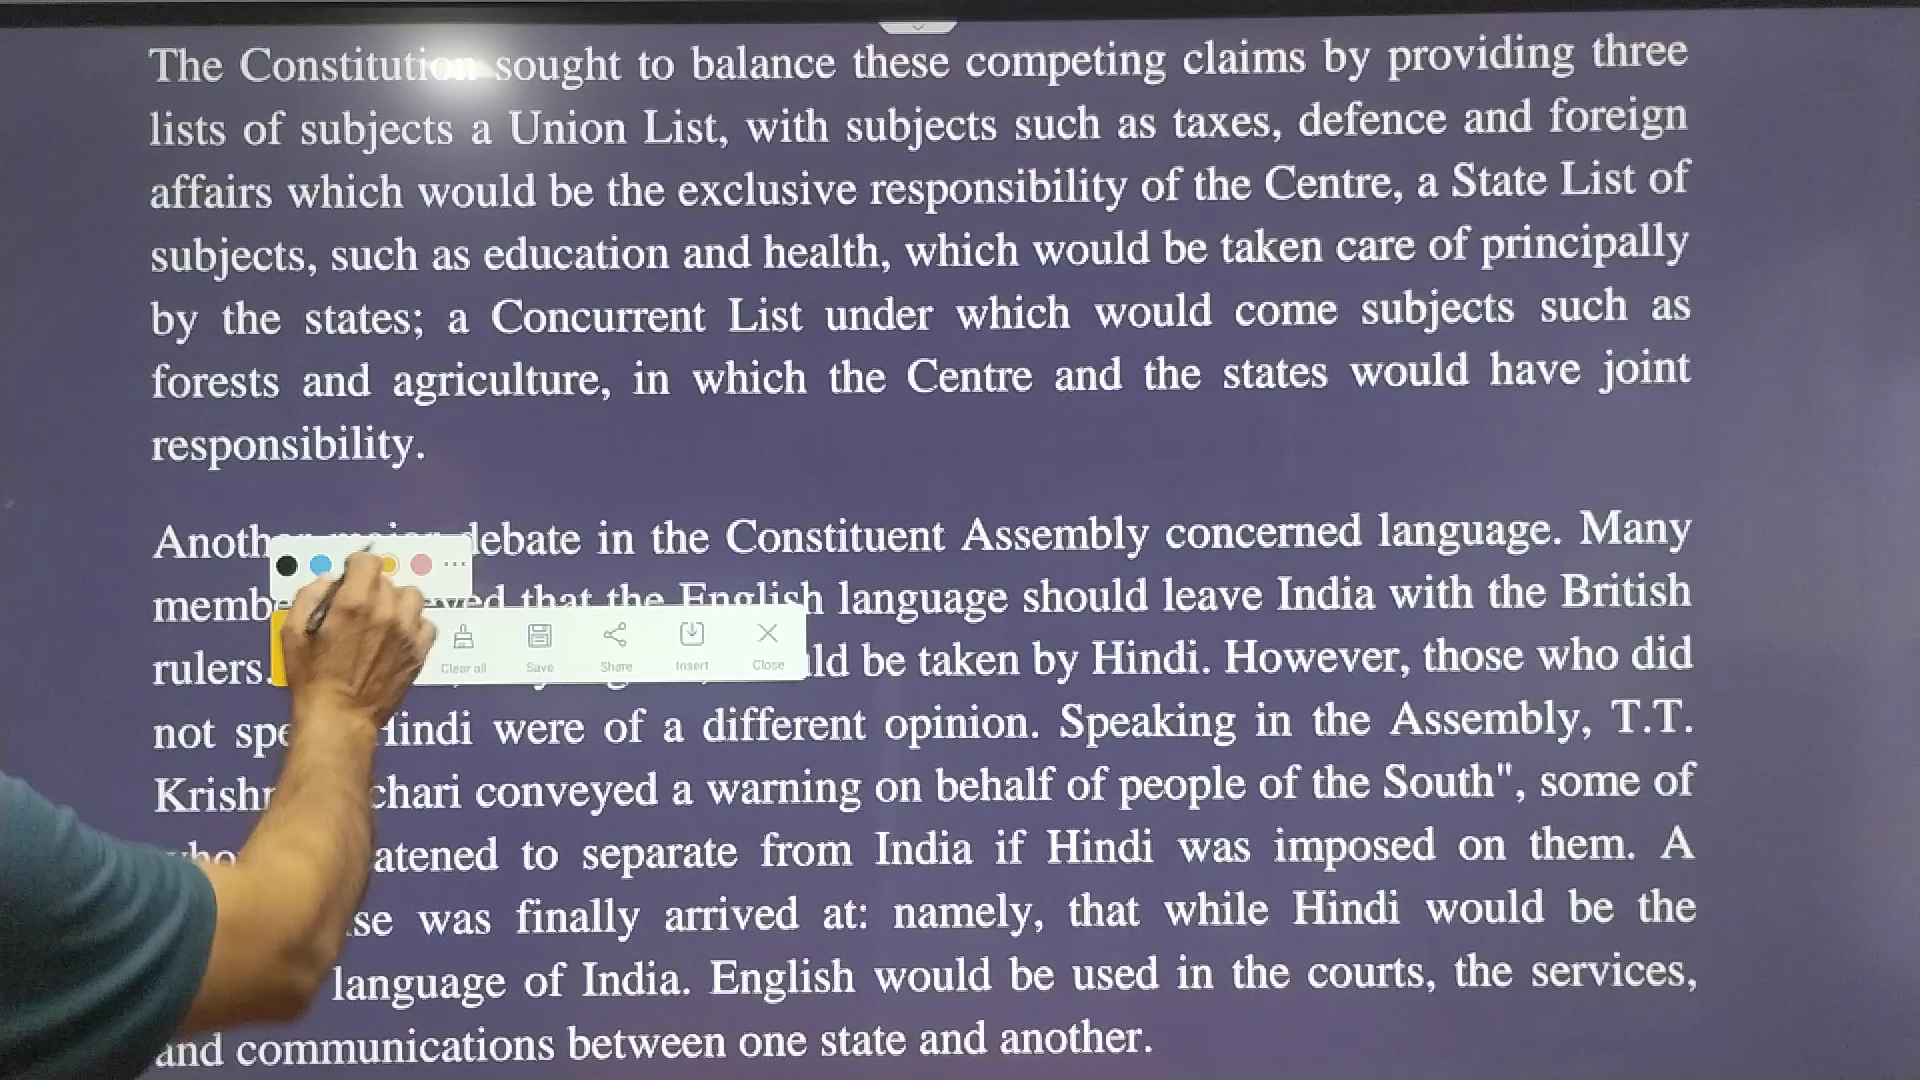 The Constitution sought to balance these competing claims by providing three
lists of subjects a Union List, with subjects such as taxes, defence and foreign
affairs which would be the exclusive responsibility of the Centre, a State List of
subjects, such as education and health, which would be taken care of principally
by the states; a Concurrent List under which would come subjects such as
forests and agriculture, in which the Centre and the states would have joint
responsibility.
debate in the Constituent Assembly concerned language. Many
that the English language should leave India with the British
Clear all Save Share Insert Close
rulers. be taken by Hindi. However, those who did
not Hindi were of a different opinion. Speaking in the Assembly, T.T.
conveyed a warning on behalf of people of the South", some of
to separate from India if Hindi was imposed on them. A
was finally arrived at: namely, that while Hindi would be the
language of India. English would be used in the courts, the services,
and communications between one state and another.